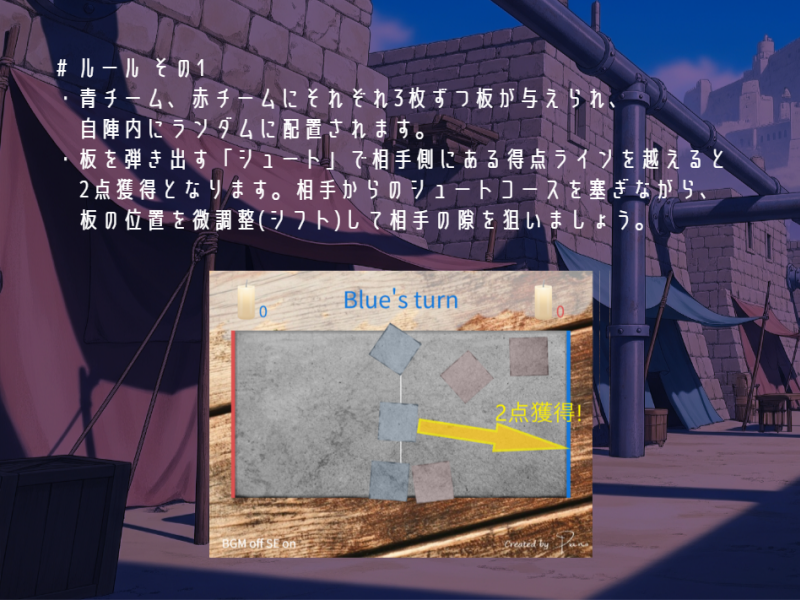 # ルール その1
・青チーム、赤チームにそれぞれ3枚ずつ板が与えられ、
自陣内にランダムに配置されます。
・板を弾き出す「シュート」で相手側にある得点ラインを越えると
2点獲得となります。相手からのシュートコースを塞ぎながら、
板の位置を微調整(シフト)して相手の隙を狙いましょう。
Blue's turn
0
0
2点獲得!
BGM off SE on
Created by